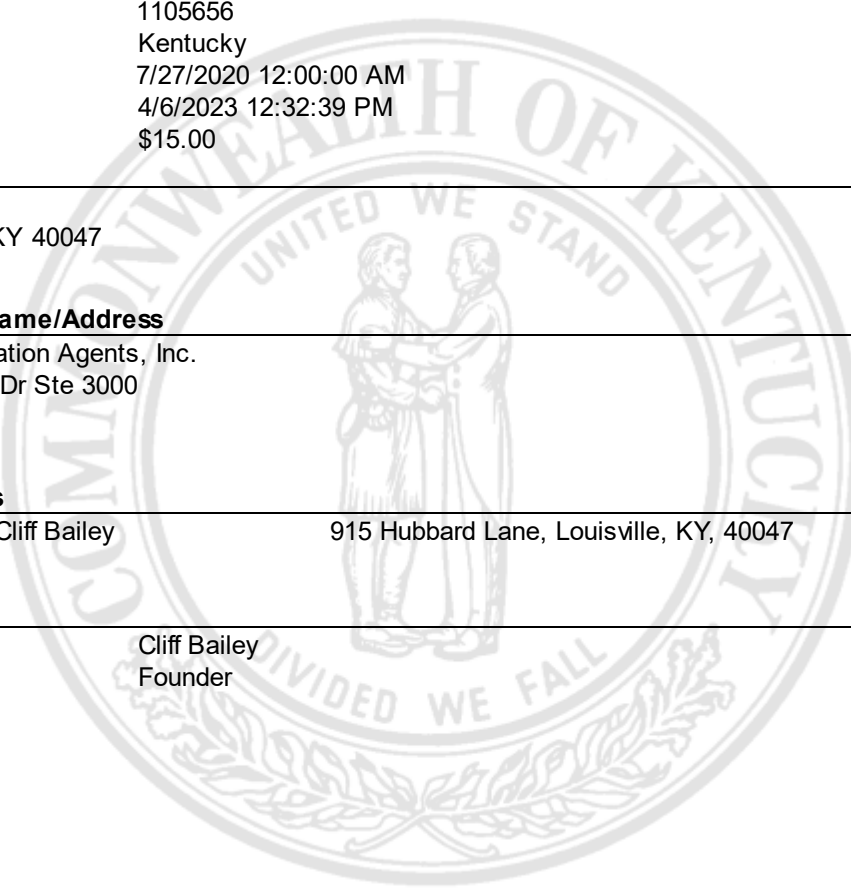 1105656
Kentucky
7/27/2020 12:00:00 AM
4/6/2023 12:32:39 PM
$15.00
KY 40047
ame/Address
ation Agents, Inc.
Dr Ste 3000
s
Cliff Bailey 915 Hubbard Lane, Louisville, KY, 40047
Cliff Bailey
Founder
COMMONWEALTH OF KENTUCKY
UNITED WE STAND
DIVIDED WE FALL